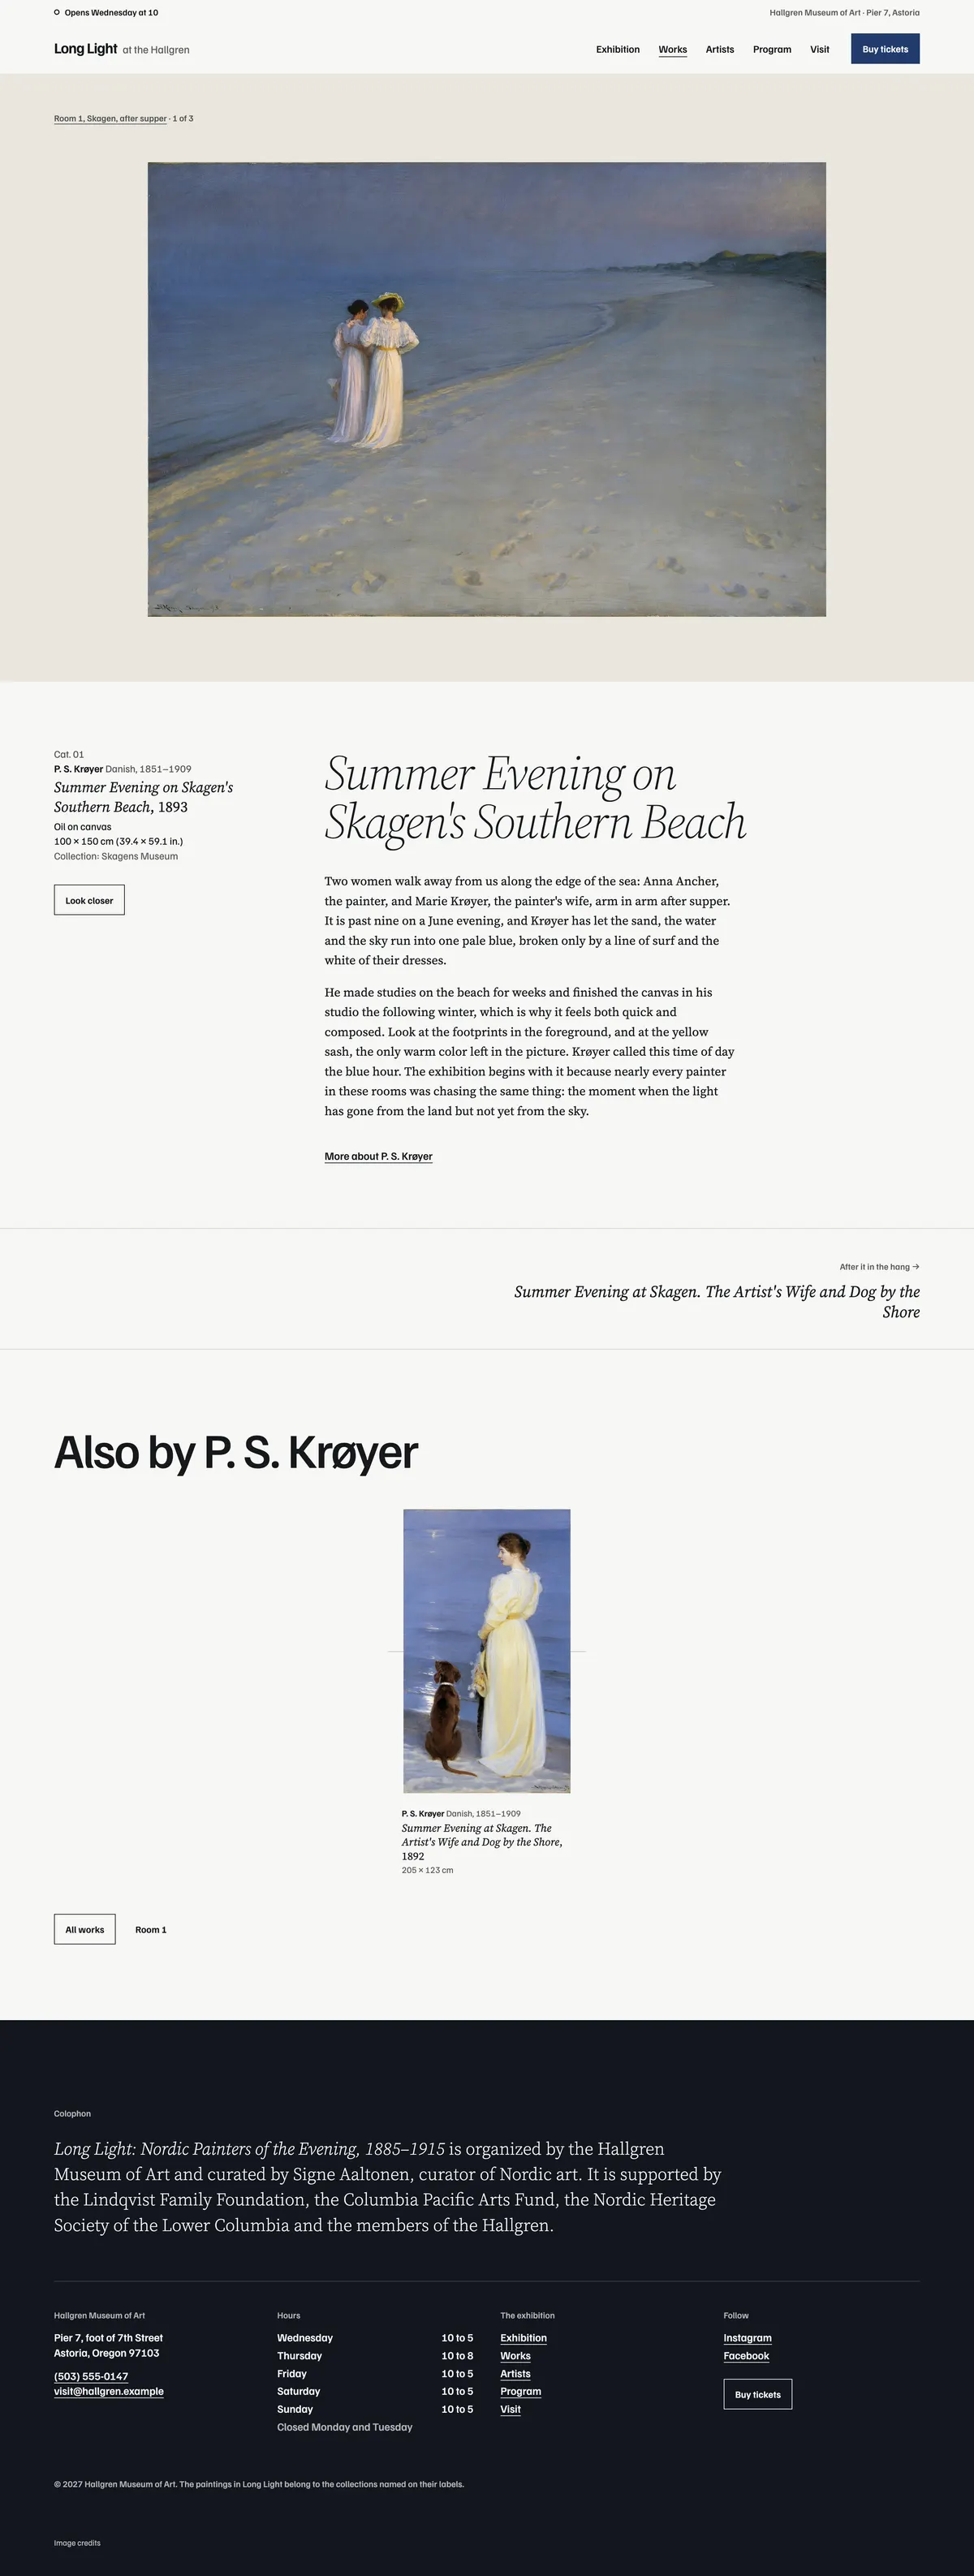 Opens Wednesday at 10
Hallgren Museum of Art · Pier 7, Astoria
Long Light at the Hallgren
Exhibition Works Artists Program Visit Buy tickets
Room 1, Skagen, after supper · 1 of 3
Cat. 01
P. S. Krøyer Danish, 1851–1909
Summer Evening on Skagen's
Southern Beach, 1893
Oil on canvas
100 × 150 cm (39.4 × 59.1 in.)
Collection: Skagens Museum
Look closer
Summer Evening on
Skagen's Southern Beach
Two women walk away from us along the edge of the sea: Anna Ancher,
the painter, and Marie Krøyer, the painter's wife, arm in arm after supper.
It is past nine on a June evening, and Krøyer has let the sand, the water
and the sky run into one pale blue, broken only by a line of surf and the
white of their dresses.
He made studies on the beach for weeks and finished the canvas in his
studio the following winter, which is why it feels both quick and
composed. Look at the footprints in the foreground, and at the yellow
sash, the only warm color left in the picture. Krøyer called this time of day
the blue hour. The exhibition begins with it because nearly every painter
in these rooms was chasing the same thing: the moment when the light
has gone from the land but not yet from the sky.
More about P. S. Krøyer
After it in the hang →
Summer Evening at Skagen. The Artist's Wife and Dog by the
Shore
Also by P. S. Krøyer
P. S. Krøyer Danish, 1851–1909
Summer Evening at Skagen. The
Artist's Wife and Dog by the Shore,
1892
205 × 123 cm
All works Room 1
Colophon
Long Light: Nordic Painters of the Evening, 1885–1915 is organized by the Hallgren
Museum of Art and curated by Signe Aaltonen, curator of Nordic art. It is supported by
the Lindqvist Family Foundation, the Columbia Pacific Arts Fund, the Nordic Heritage
Society of the Lower Columbia and the members of the Hallgren.
Hallgren Museum of Art
Pier 7, foot of 7th Street
Astoria, Oregon 97103
(503) 555-0147
visit@hallgren.example
Hours
Wednesday 10 to 5
Thursday 10 to 8
Friday 10 to 5
Saturday 10 to 5
Sunday 10 to 5
Closed Monday and Tuesday
The exhibition
Exhibition
Works
Artists
Program
Visit
Follow
Instagram
Facebook
Buy tickets
© 2027 Hallgren Museum of Art. The paintings in Long Light belong to the collections named on their labels.
Image credits